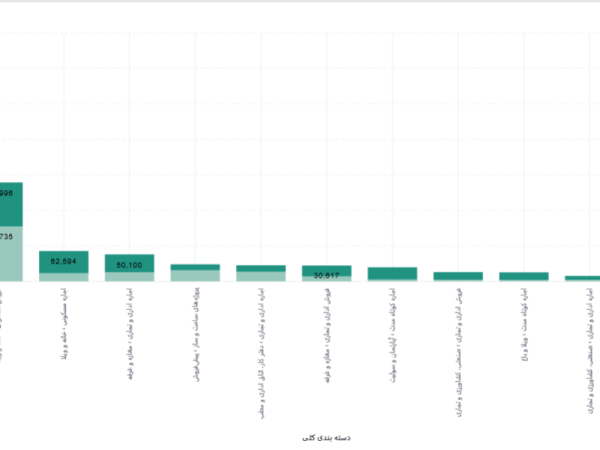 996
735
62,594
50,100
30,617
اجاره مسکونی ؛ خانه و ویلا
اجاره اداری و تجاری ؛ مغازه و غرفه
پروژه های ساخت و ساز ؛ پیش‌فروش
اجاره اداری و تجاری ؛ دفتر کار، اتاق اداری و مطب
فروش اداری و تجاری ؛ مغازه و غرفه
اجاره کوتاه مدت ؛ آپارتمان و سوئیت
فروش اداری و تجاری ؛ صنعتی، کشاورزی و تجاری
اجاره کوتاه مدت ؛ ویلا و باغ
اجاره اداری و تجاری ؛ صنعتی، کشاورزی و تجاری
دسته بندی کلی